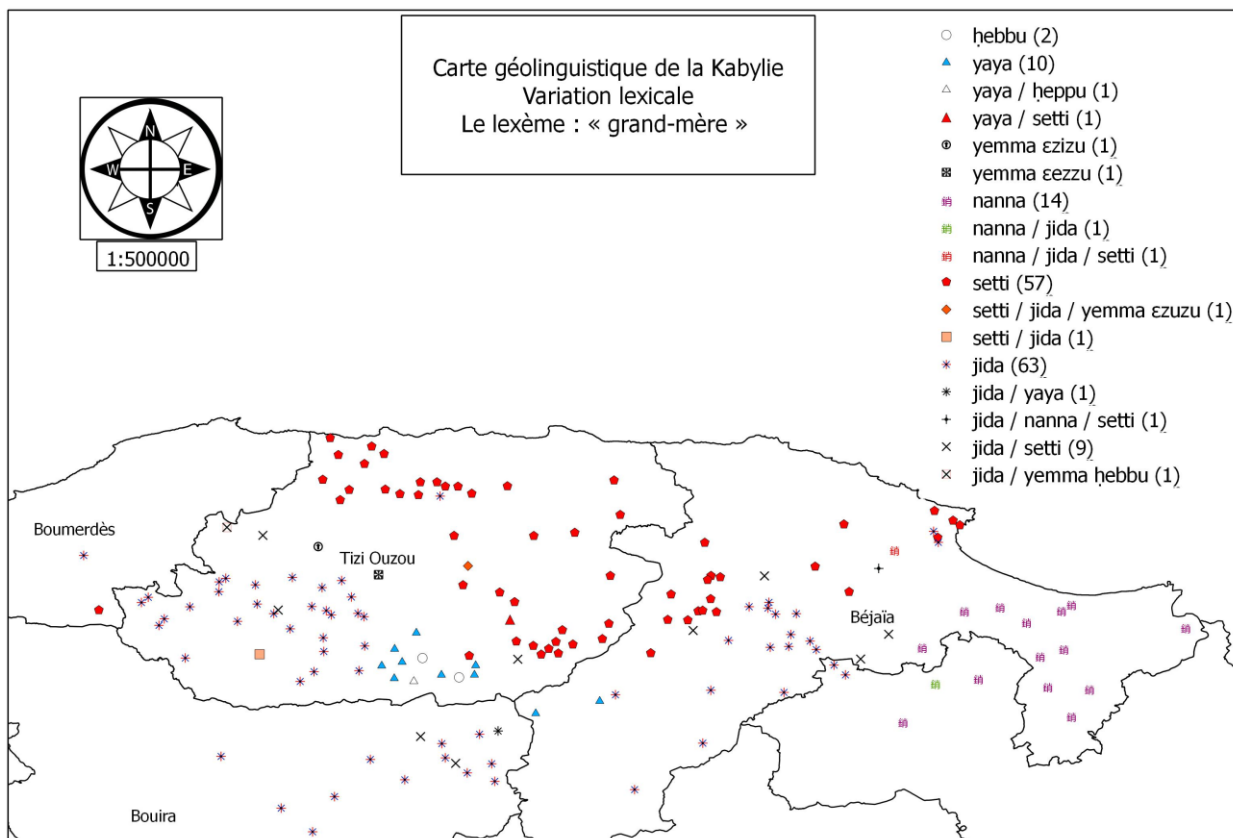 Carte géolinguistique de la Kabylie
Variation lexicale
Le lexème : « grand-mère »
N
W
E
S
1:500000
ḥebbu (2)
yaya (10)
yaya / ḥeppu (1)
yaya / setti (1)
yemma ɛzizu (1)
yemma ɛezzu (1)
nanna (14)
nanna / jida (1)
nanna / jida / setti (1)
setti (57)
setti / jida / yemma ɛzuzu (1)
setti / jida (1)
jida (63)
jida / yaya (1)
jida / nanna / setti (1)
jida / setti (9)
jida / yemma ḥebbu (1)
Boumerdès
Tizi Ouzou
Béjaïa
Bouira